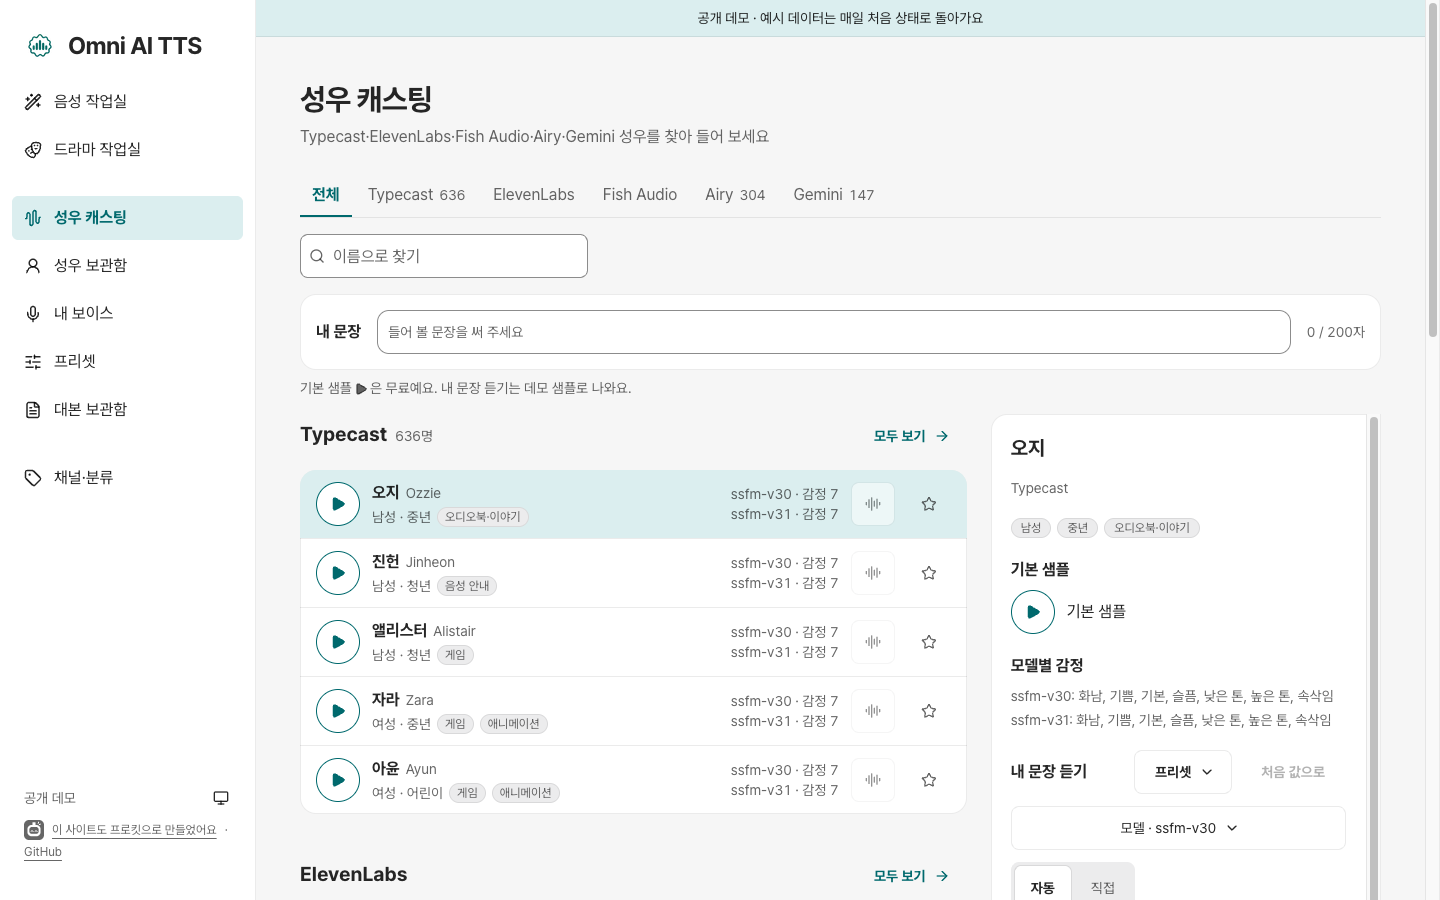 공개 데모 · 예시 데이터는 매일 처음 상태로 돌아가요
Omni AI TTS
음성 작업실
드라마 작업실
성우 캐스팅
성우 보관함
내 보이스
프리셋
대본 보관함
채널·분류
공개 데모
이 사이트도 프로킷으로 만들었어요 ·
GitHub
성우 캐스팅
Typecast·ElevenLabs·Fish Audio·Airy·Gemini 성우를 찾아 들어 보세요
전체 Typecast 636 ElevenLabs Fish Audio Airy 304 Gemini 147
이름으로 찾기
내 문장 들어 볼 문장을 써 주세요 0 / 200자
기본 샘플 ▶ 은 무료예요. 내 문장 듣기는 데모 샘플로 나와요.
Typecast 636명 모두 보기 →
오지 Ozzie
남성 · 중년 오디오북·이야기
ssfm-v30 · 감정 7
ssfm-v31 · 감정 7
진헌 Jinheon
남성 · 청년 음성 안내
ssfm-v30 · 감정 7
ssfm-v31 · 감정 7
앨리스터 Alistair
남성 · 청년 게임
ssfm-v30 · 감정 7
ssfm-v31 · 감정 7
자라 Zara
여성 · 중년 게임 애니메이션
ssfm-v30 · 감정 7
ssfm-v31 · 감정 7
아윤 Ayun
여성 · 어린이 게임 애니메이션
ssfm-v30 · 감정 7
ssfm-v31 · 감정 7
ElevenLabs 모두 보기 →
오지
Typecast
남성 중년 오디오북·이야기
기본 샘플
기본 샘플
모델별 감정
ssfm-v30: 화남, 기쁨, 기본, 슬픔, 낮은 톤, 높은 톤, 속삭임
ssfm-v31: 화남, 기쁨, 기본, 슬픔, 낮은 톤, 높은 톤, 속삭임
내 문장 듣기 프리셋 처음 값으로
모델 · ssfm-v30
자동 직접